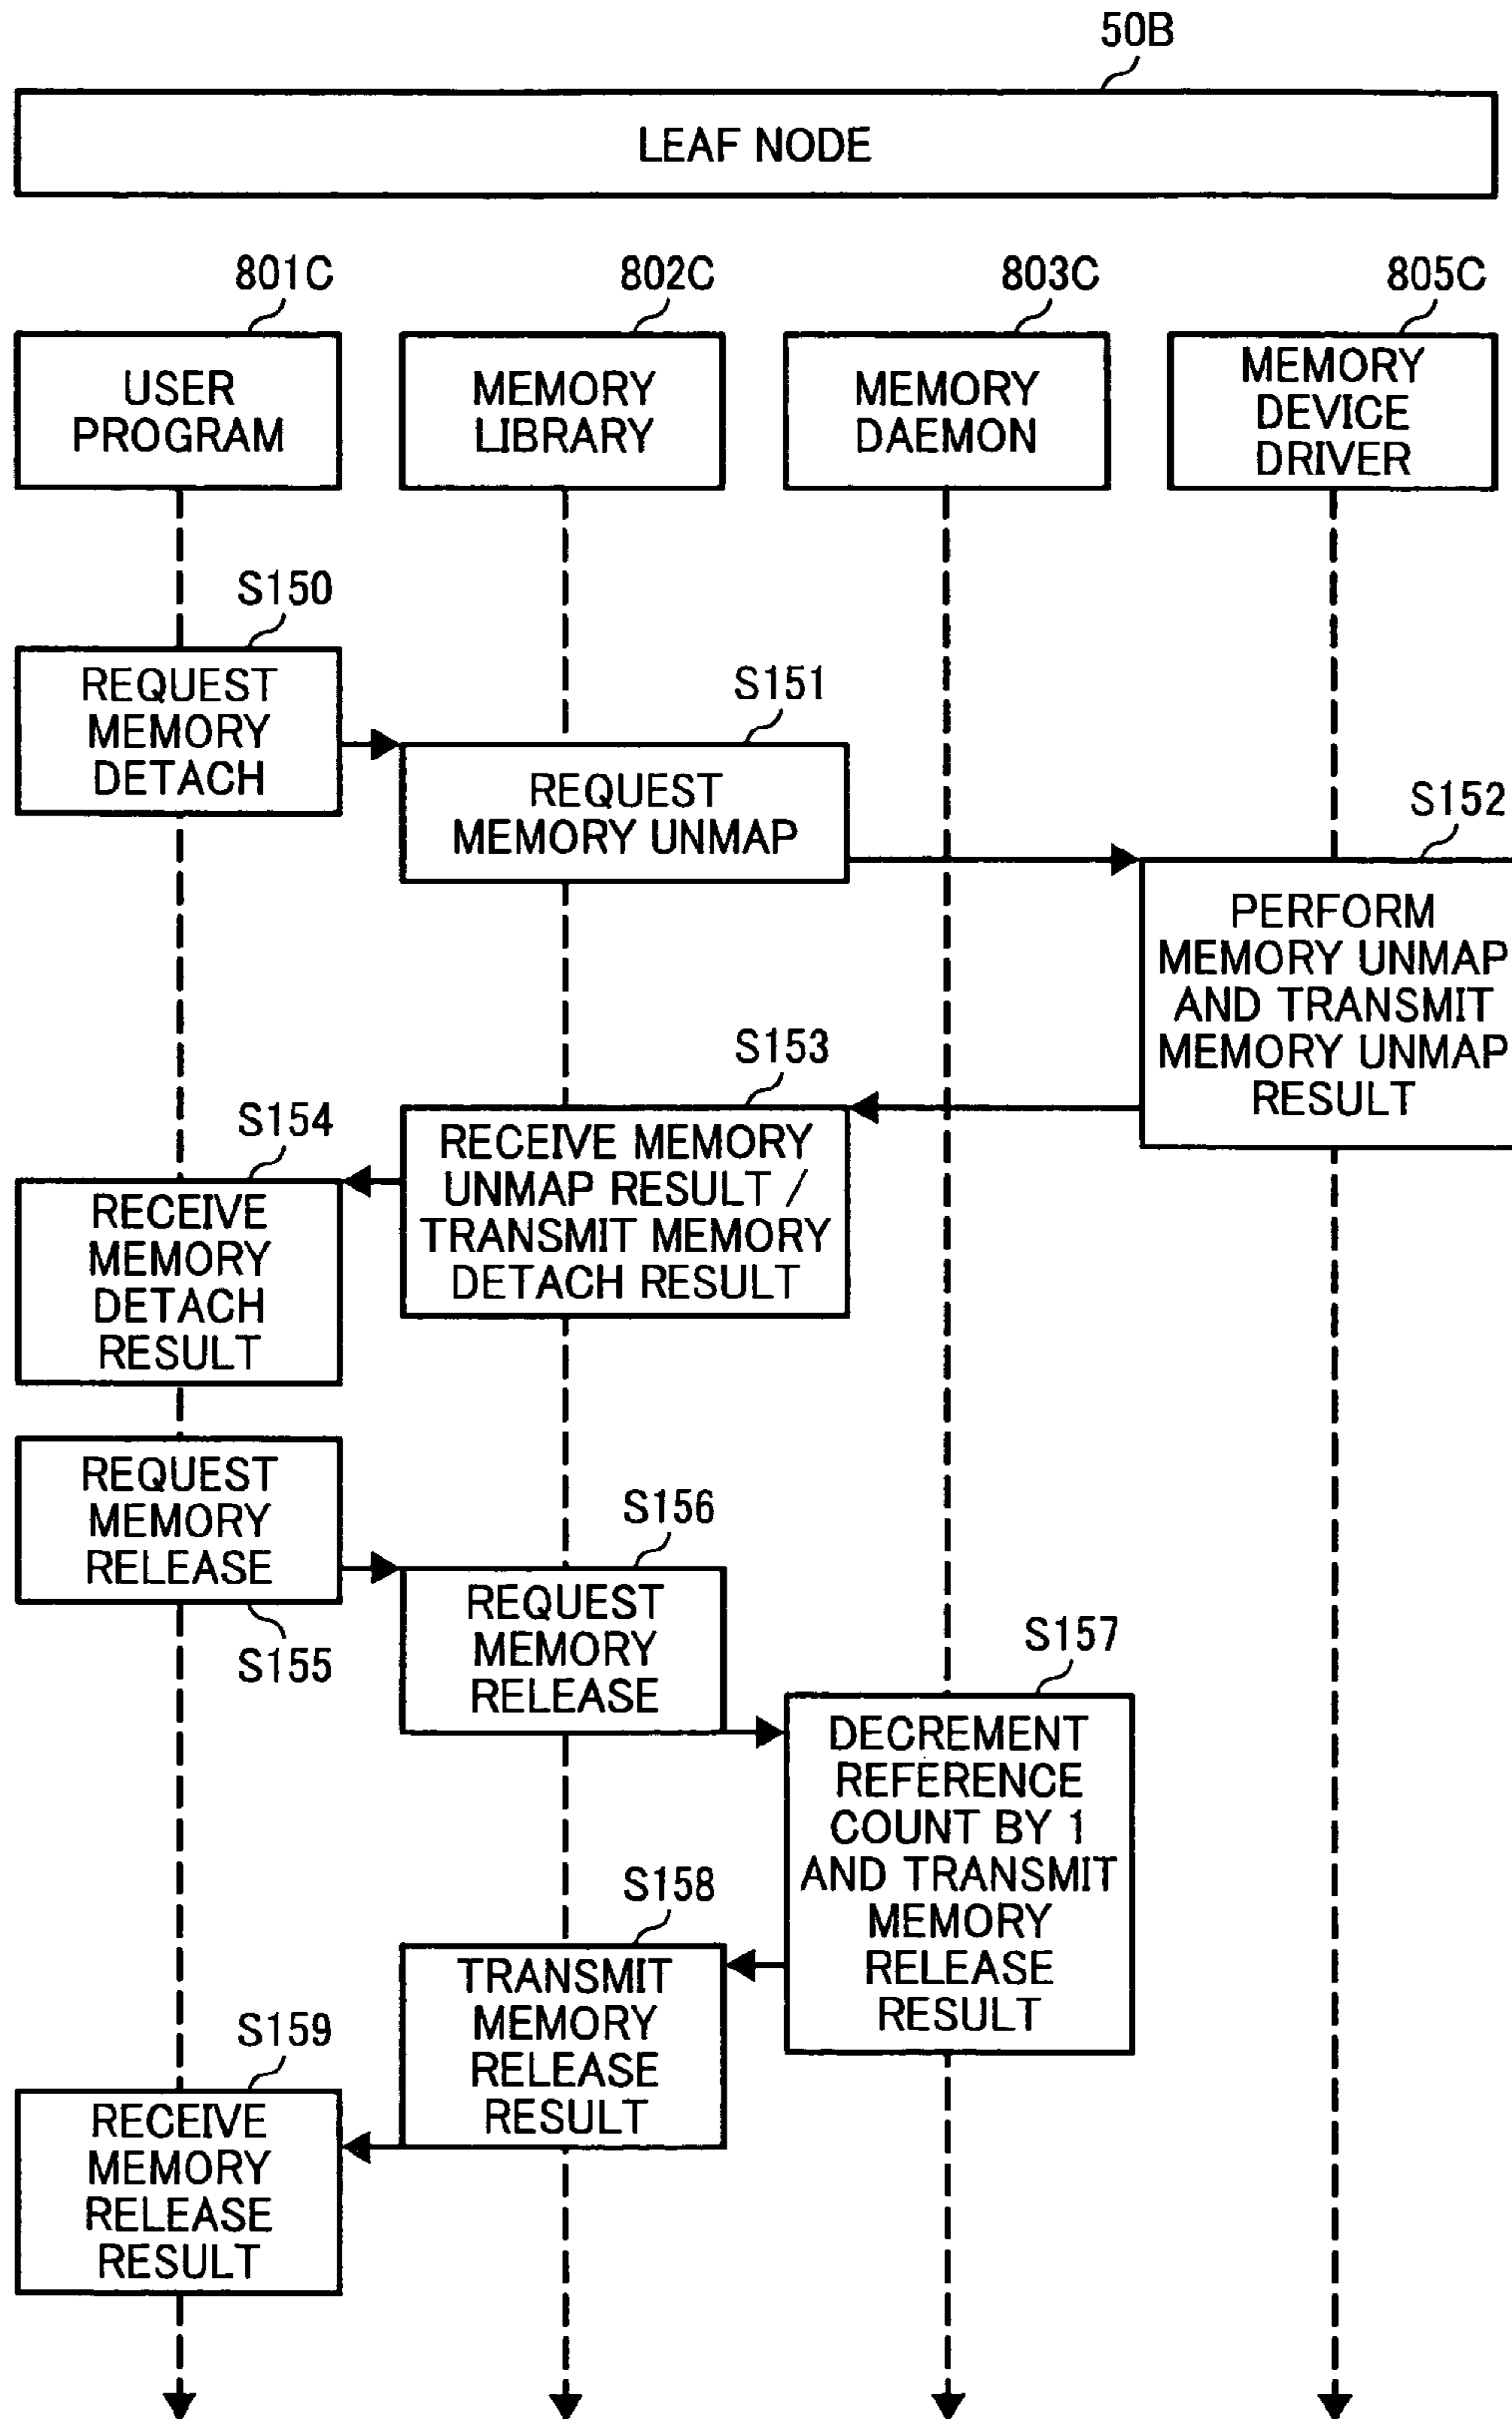 50B
LEAF NODE
801C
802C
803C
805C
USER
PROGRAM
MEMORY
LIBRARY
MEMORY
DAEMON
MEMORY
DEVICE
DRIVER
S150
REQUEST
MEMORY
DETACH
S151
REQUEST
MEMORY UNMAP
S152
PERFORM
MEMORY UNMAP
AND TRANSMIT
MEMORY UNMAP
RESULT
S153
RECEIVE MEMORY
UNMAP RESULT /
TRANSMIT MEMORY
DETACH RESULT
S154
RECEIVE
MEMORY
DETACH
RESULT
REQUEST
MEMORY
RELEASE
S155
S156
REQUEST
MEMORY
RELEASE
S157
DECREMENT
REFERENCE
COUNT BY 1
AND TRANSMIT
MEMORY
RELEASE
RESULT
S158
TRANSMIT
MEMORY
RELEASE
RESULT
S159
RECEIVE
MEMORY
RELEASE
RESULT